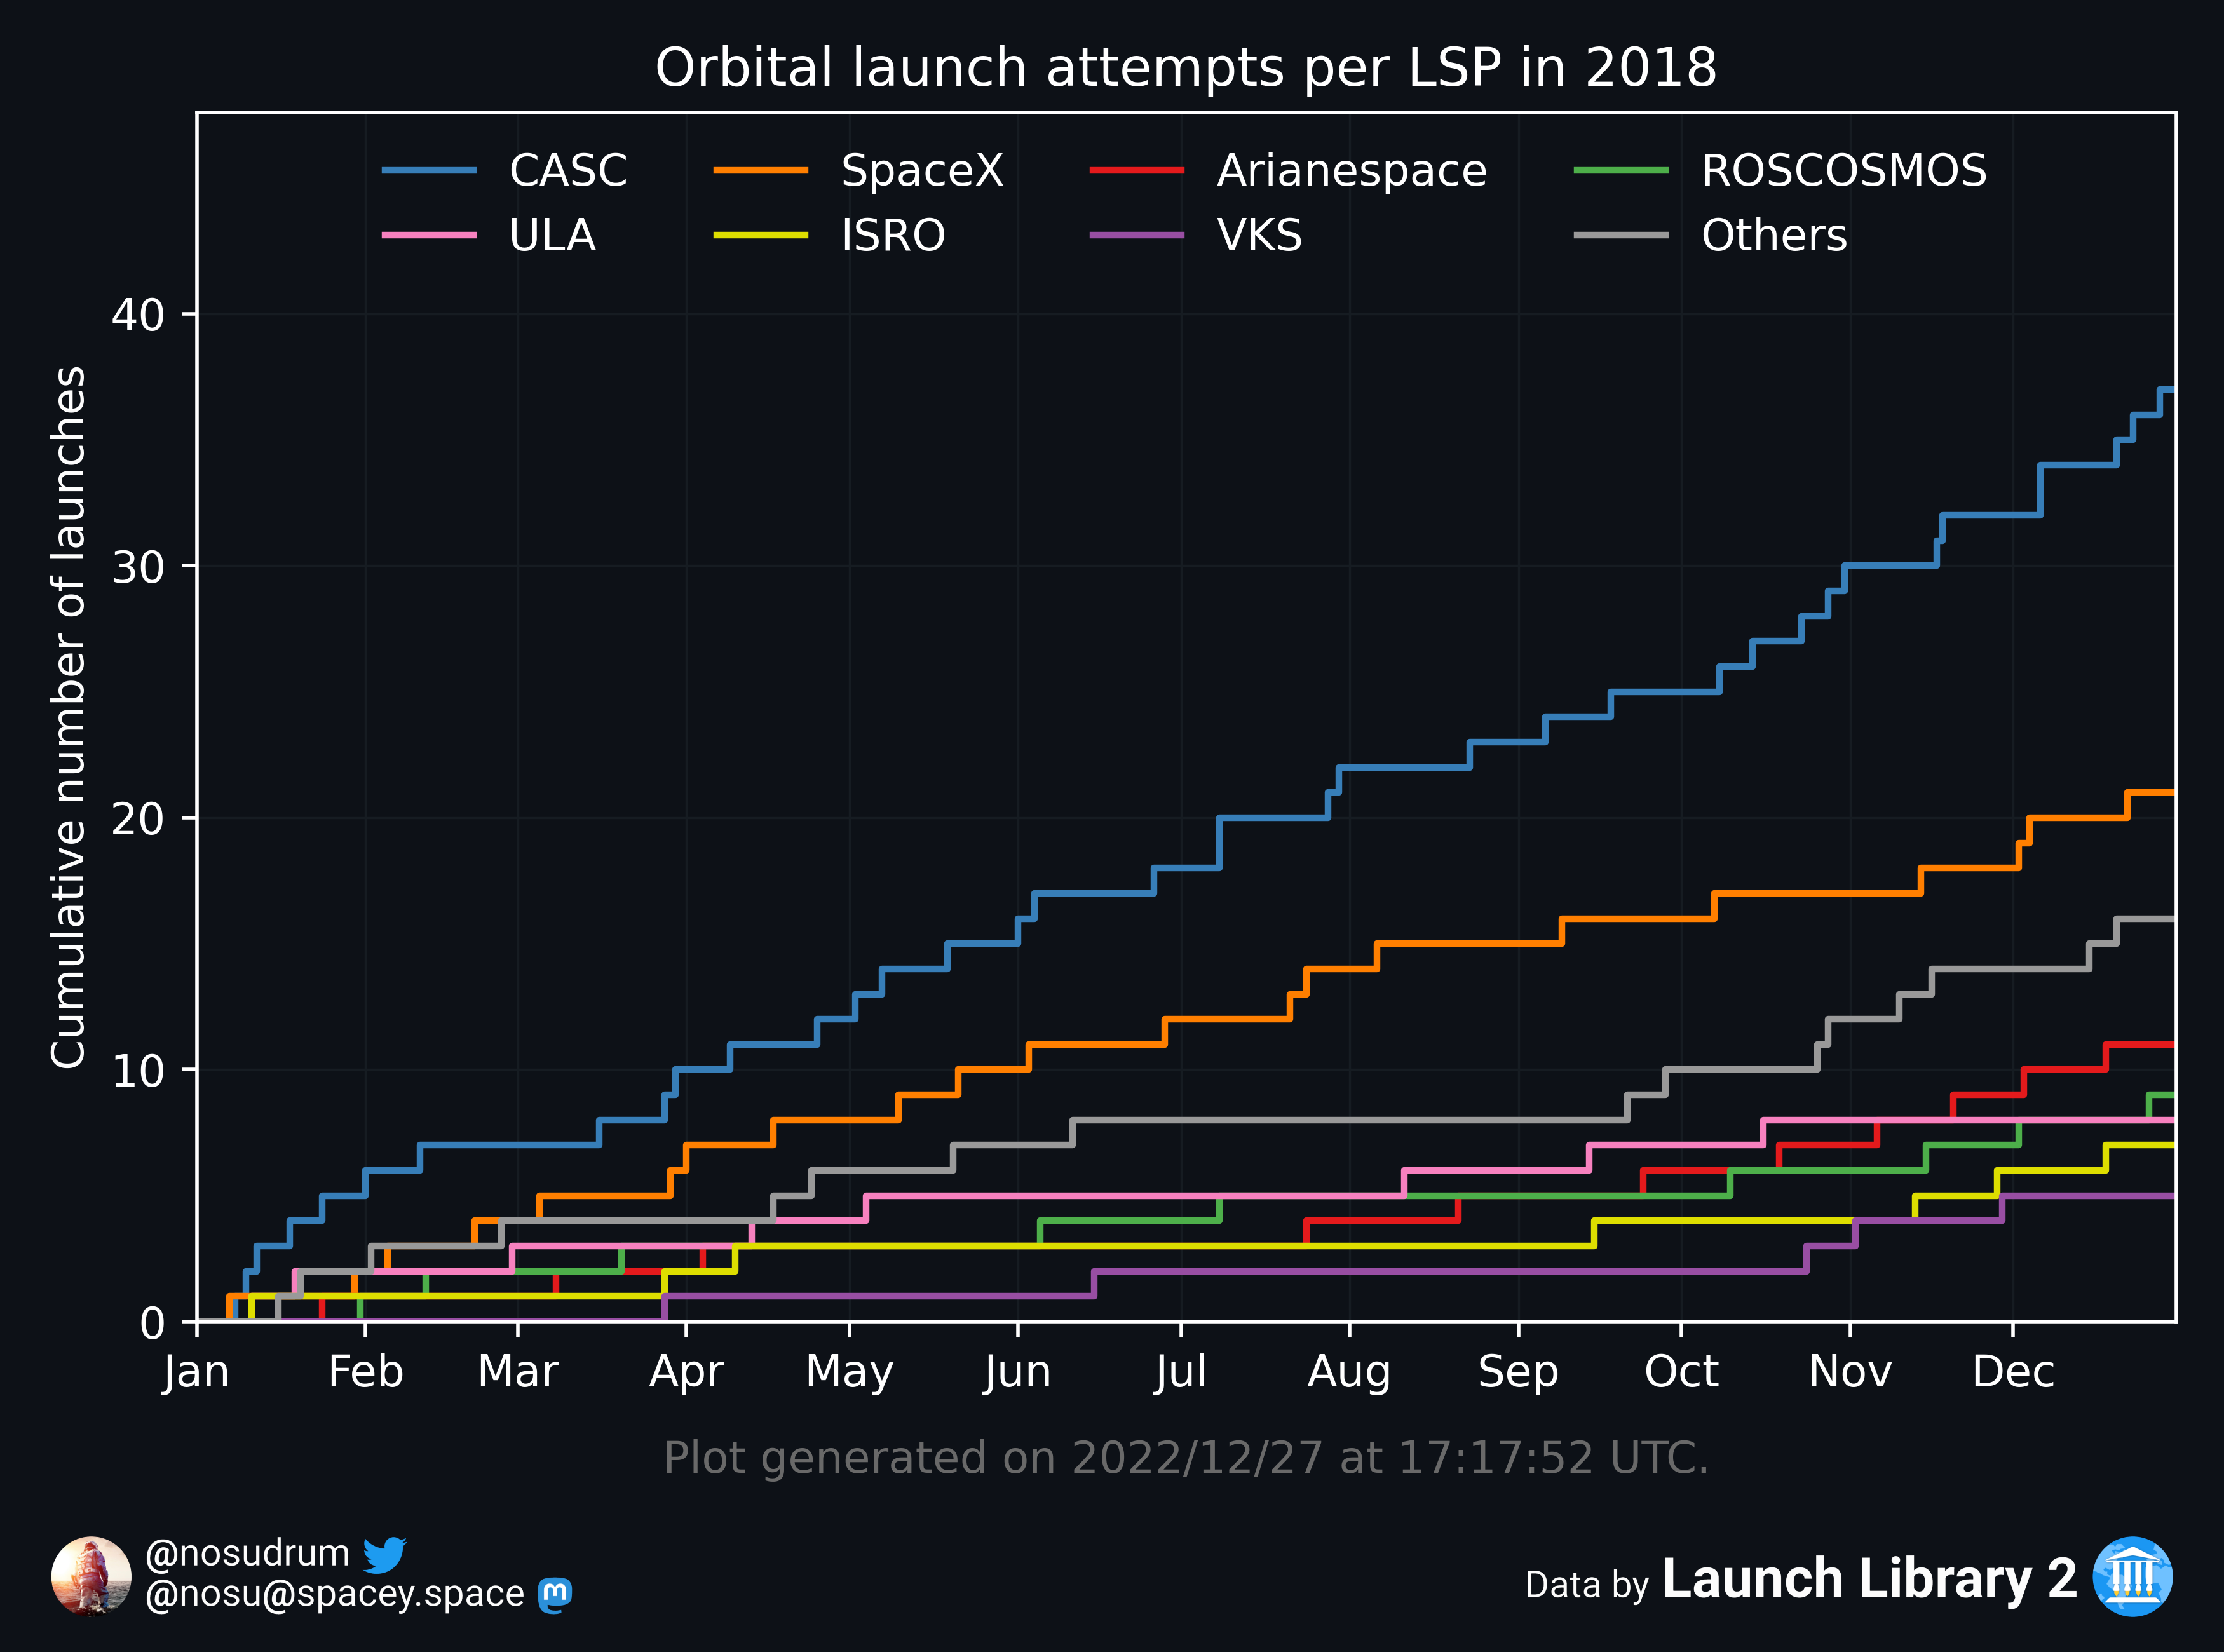 Orbital launch attempts per LSP in 2018
CASC SpaceX Arianespace ROSCOSMOS
ULA ISRO VKS Others
Cumulative number of launches
40
30
20
10
0
Jan Feb Mar Apr May Jun Jul Aug Sep Oct Nov Dec
Plot generated on 2022/12/27 at 17:17:52 UTC.
@nosudrum
@nosu@spacey.space
Data by Launch Library 2